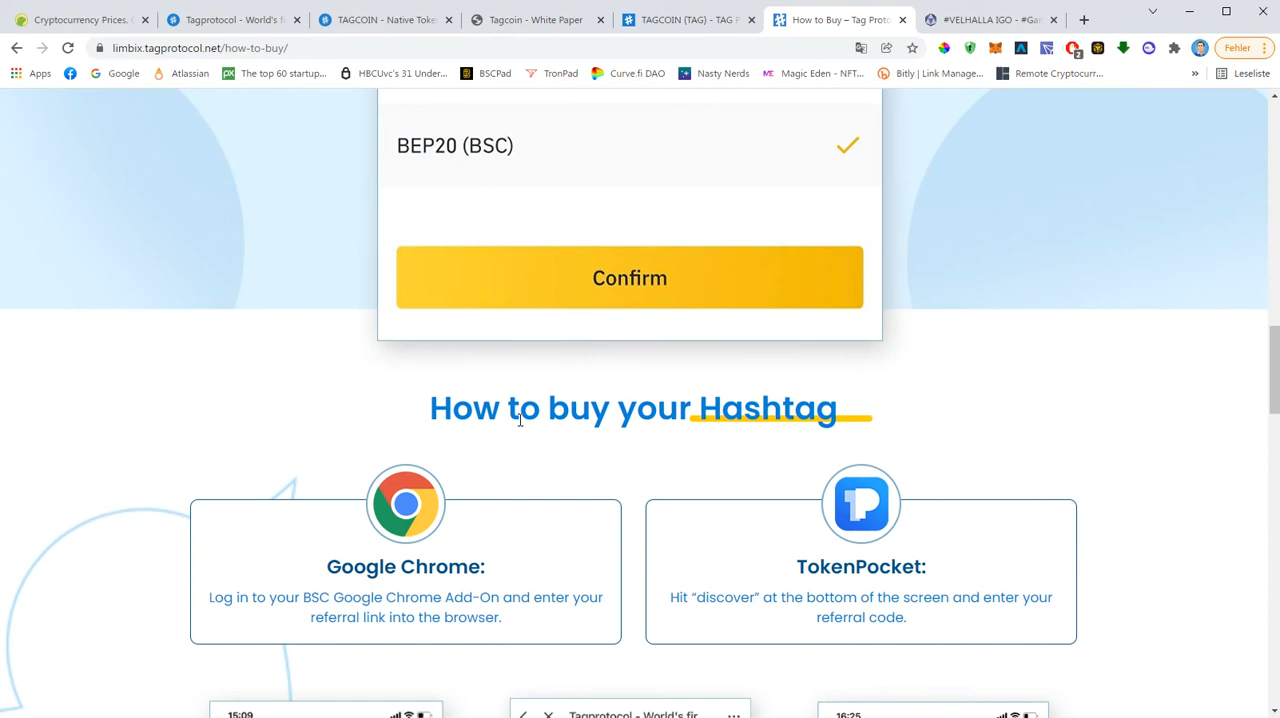 Cryptocurrency Prices, C
Tagprotocol - World's fi
TAGCOIN - Native Toke
Tagcoin - White Paper
TAGCOIN (TAG) - TAG P
How to Buy – Tag Proto
#VELHALLA IGO - #Gan
limbix.tagprotocol.net/how-to-buy/
2
Fehler
Apps
Google
Atlassian
The top 60 startup...
HBCUvc's 31 Under...
BSCPad
TronPad
Curve.fi DAO
Nasty Nerds
Magic Eden - NFT...
Bitly | Link Manage...
Remote Cryptocurr...
»
Leseliste
BEP20 (BSC)
Confirm
How to buy your Hashtag
Google Chrome:
Log in to your BSC Google Chrome Add-On and enter your
referral link into the browser.
TokenPocket:
Hit “discover” at the bottom of the screen and enter your
referral code.
15:09
Tagprotocol - World's fir
16:25